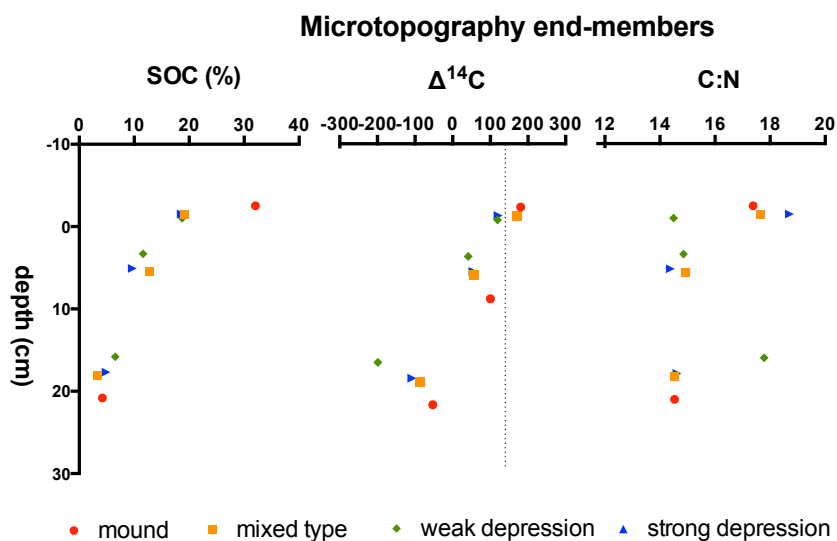 Microtopography end-members
SOC (%) Δ14C C:N
0 10 20 30 40 -300 -200 -100 0 100 200 300 12 14 16 18 20
-10
0
10
20
30
depth (cm)
mound mixed type weak depression strong depression